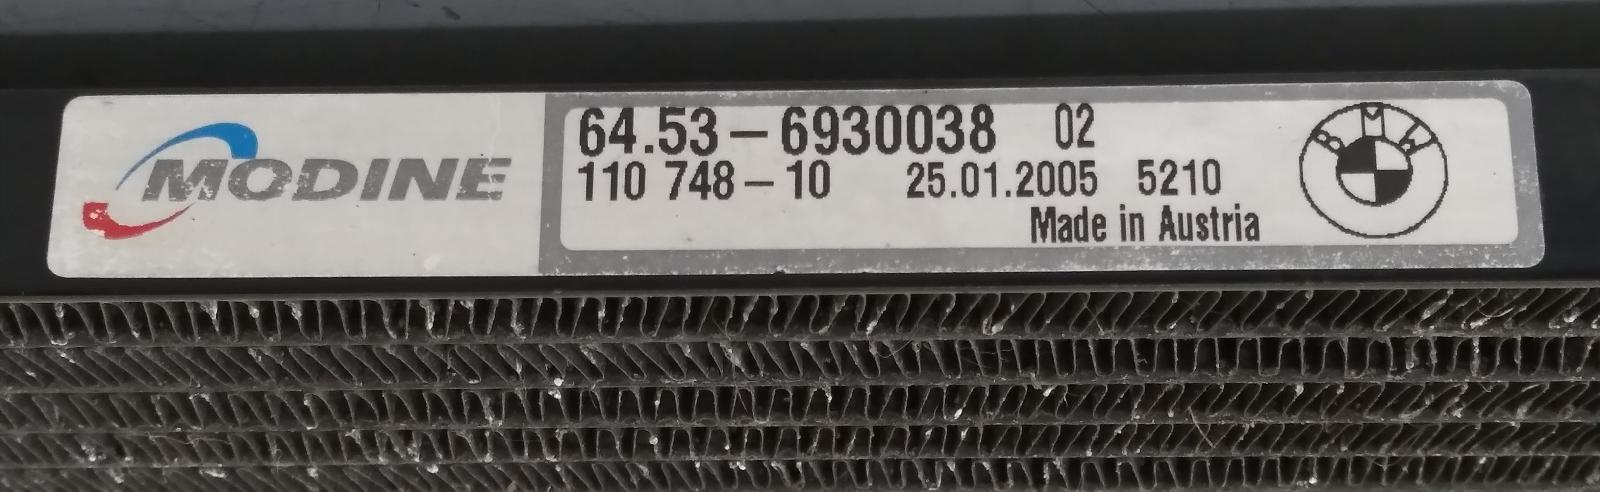 MODINE
64.53-6930038 02
110 748-10 25.01.2005 5210
Made in Austria
BMW